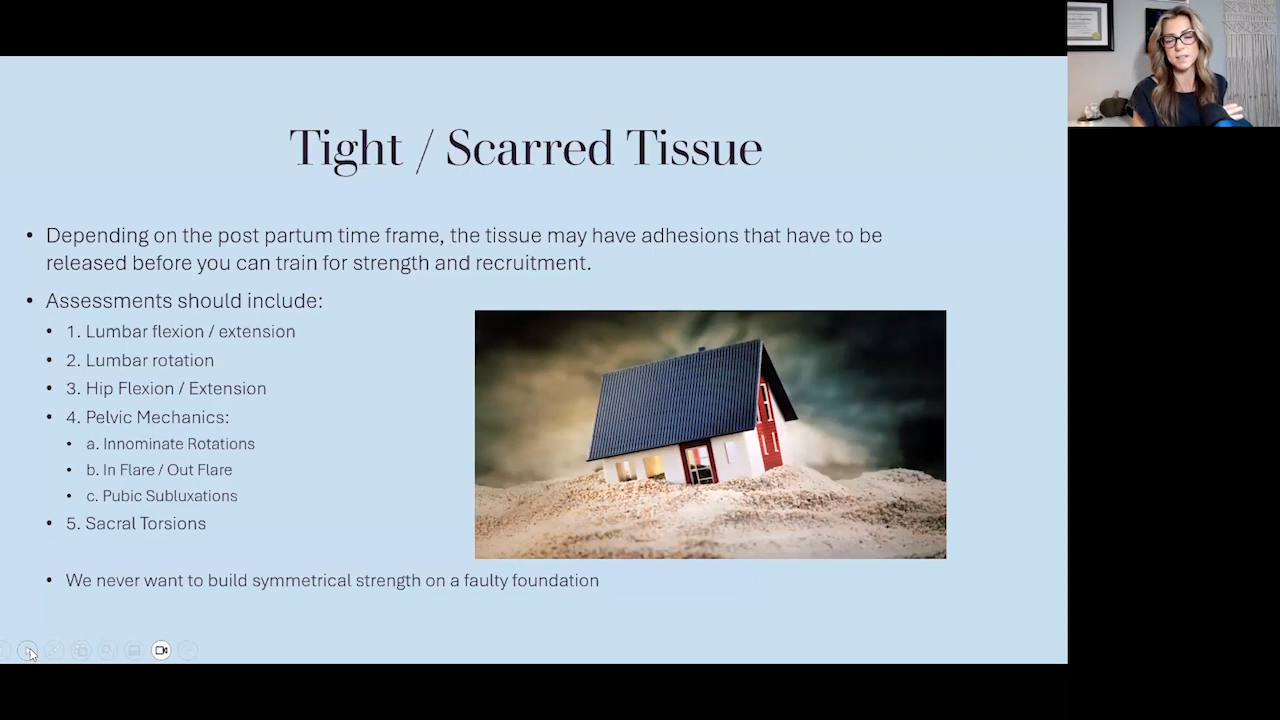 Tight / Scarred Tissue
• Depending on the post partum time frame, the tissue may have adhesions that have to be
released before you can train for strength and recruitment.
• Assessments should include:
• 1. Lumbar flexion / extension
• 2. Lumbar rotation
• 3. Hip Flexion / Extension
• 4. Pelvic Mechanics:
• a. Innominate Rotations
• b. In Flare / Out Flare
• c. Pubic Subluxations
• 5. Sacral Torsions
• We never want to build symmetrical strength on a faulty foundation